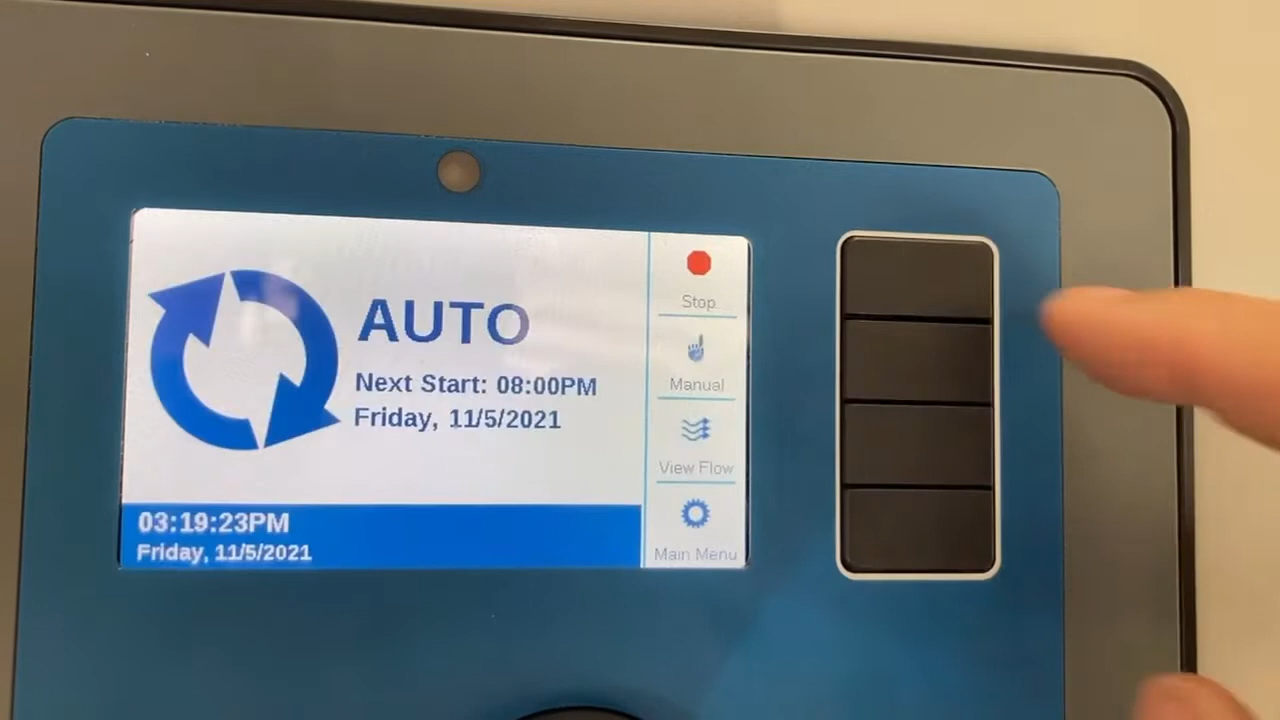 AUTO
Next Start: 08:00PM
Friday, 11/5/2021
03:19:23PM
Friday, 11/5/2021
Stop
Manual
View Flow
Main Menu